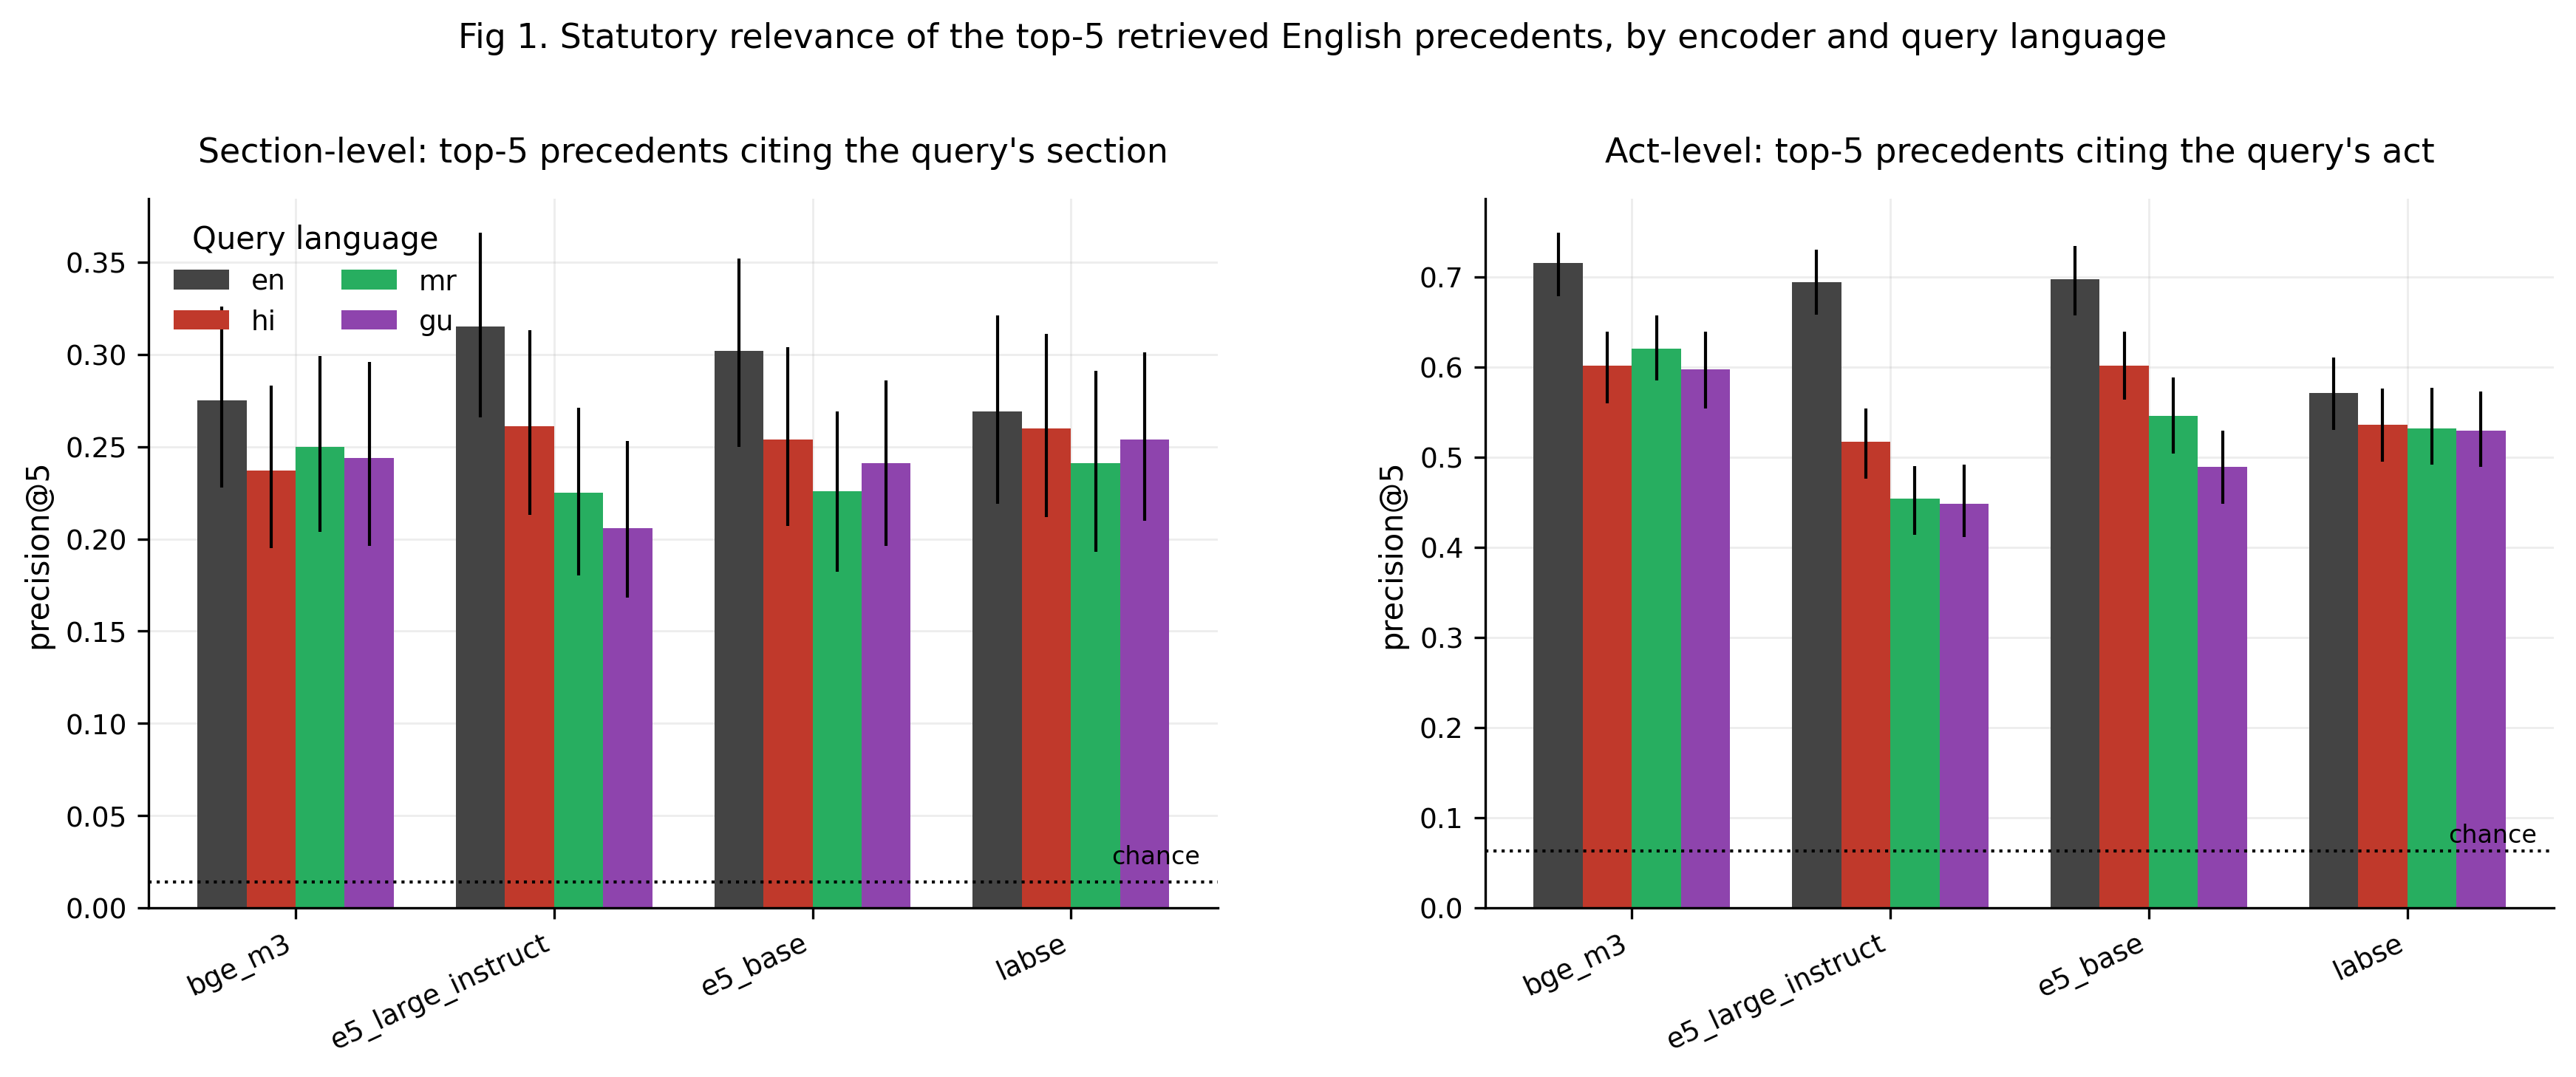 Fig 1. Statutory relevance of the top-5 retrieved English precedents, by encoder and query language
Section-level: top-5 precedents citing the query's section
Query language
en mr
hi gu
precision@5
0.35
0.30
0.25
0.20
0.15
0.10
0.05
0.00
chance
bge_m3
e5_large_instruct
e5_base
labse
Act-level: top-5 precedents citing the query's act
precision@5
0.7
0.6
0.5
0.4
0.3
0.2
0.1
0.0
chance
bge_m3
e5_large_instruct
e5_base
labse